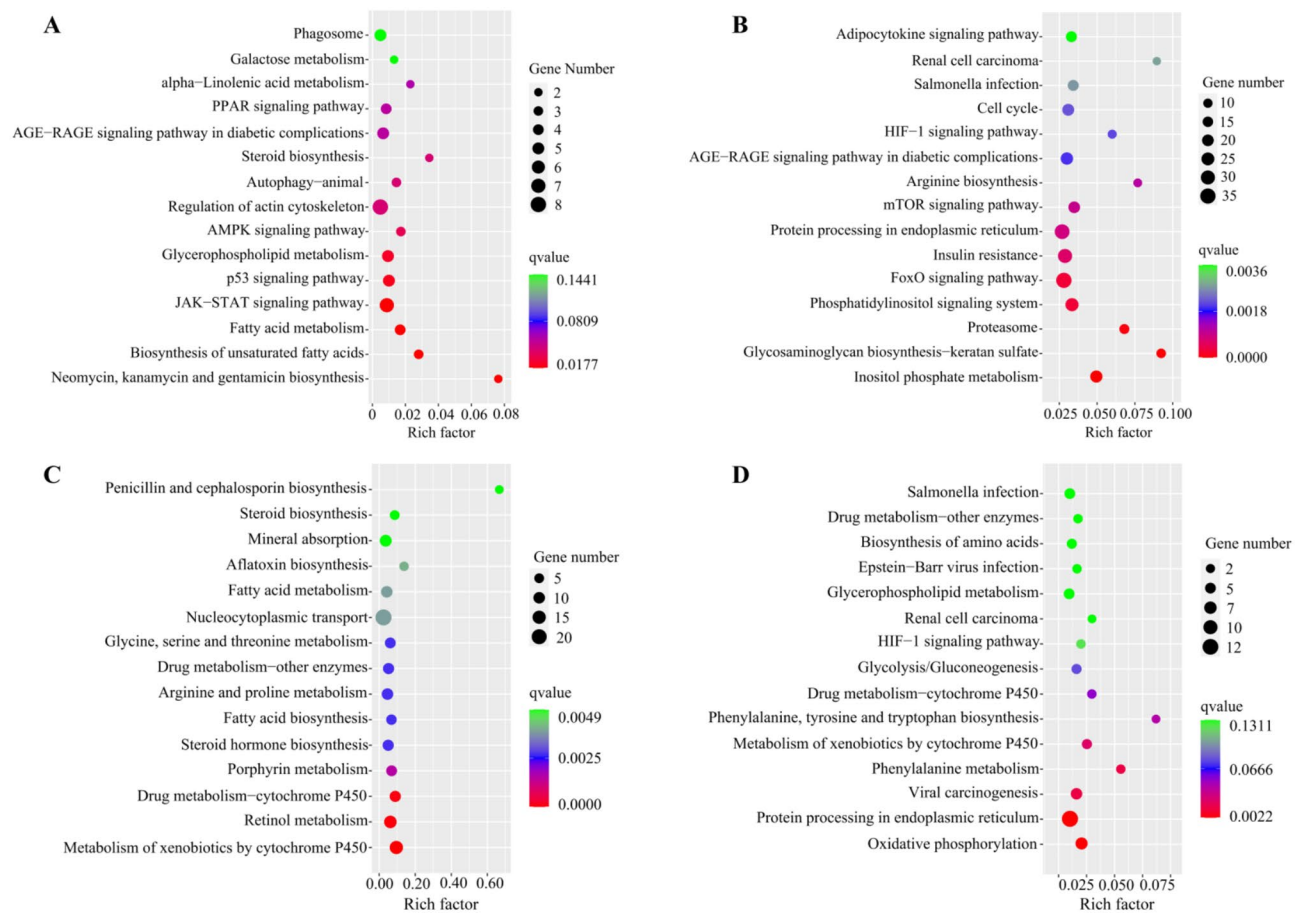 A
Phagosome
Galactose metabolism
alpha−Linolenic acid metabolism
PPAR signaling pathway
AGE−RAGE signaling pathway in diabetic complications
Steroid biosynthesis
Autophagy−animal
Regulation of actin cytoskeleton
AMPK signaling pathway
Glycerophospholipid metabolism
p53 signaling pathway
JAK−STAT signaling pathway
Fatty acid metabolism
Biosynthesis of unsaturated fatty acids
Neomycin, kanamycin and gentamicin biosynthesis
0 0.02 0.04 0.06 0.08
Rich factor
Gene Number
2
3
4
5
6
7
8
qvalue
0.1441
0.0809
0.0177
B
Adipocytokine signaling pathway
Renal cell carcinoma
Salmonella infection
Cell cycle
HIF−1 signaling pathway
AGE−RAGE signaling pathway in diabetic complications
Arginine biosynthesis
mTOR signaling pathway
Protein processing in endoplasmic reticulum
Insulin resistance
FoxO signaling pathway
Phosphatidylinositol signaling system
Proteasome
Glycosaminoglycan biosynthesis−keratan sulfate
Inositol phosphate metabolism
0.025 0.050 0.075 0.100
Rich factor
Gene number
10
15
20
25
30
35
qvalue
0.0036
0.0018
0.0000
C
Penicillin and cephalosporin biosynthesis
Steroid biosynthesis
Mineral absorption
Aflatoxin biosynthesis
Fatty acid metabolism
Nucleocytoplasmic transport
Glycine, serine and threonine metabolism
Drug metabolism−other enzymes
Arginine and proline metabolism
Fatty acid biosynthesis
Steroid hormone biosynthesis
Porphyrin metabolism
Drug metabolism−cytochrome P450
Retinol metabolism
Metabolism of xenobiotics by cytochrome P450
0.00 0.20 0.40 0.60
Rich factor
Gene number
5
10
15
20
qvalue
0.0049
0.0025
0.0000
D
Salmonella infection
Drug metabolism−other enzymes
Biosynthesis of amino acids
Epstein−Barr virus infection
Glycerophospholipid metabolism
Renal cell carcinoma
HIF−1 signaling pathway
Glycolysis/Gluconeogenesis
Drug metabolism−cytochrome P450
Phenylalanine, tyrosine and tryptophan biosynthesis
Metabolism of xenobiotics by cytochrome P450
Phenylalanine metabolism
Viral carcinogenesis
Protein processing in endoplasmic reticulum
Oxidative phosphorylation
0.025 0.050 0.075
Rich factor
Gene number
2
5
7
10
12
qvalue
0.1311
0.0666
0.0022